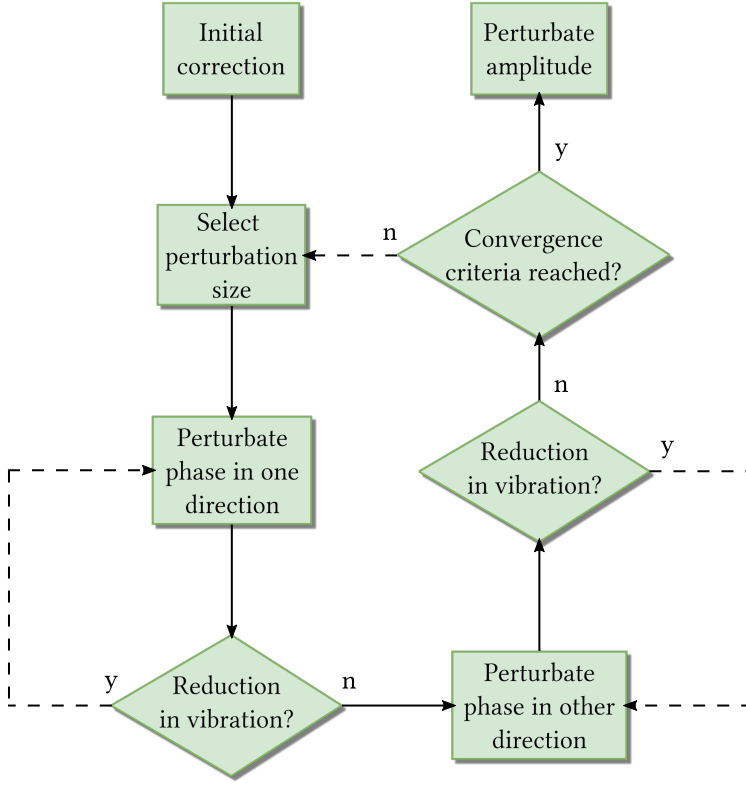 Initial
correction
Select
perturbation
size
Perturbate
phase in one
direction
y
Reduction
in vibration?
n
Perturbate
phase in other
direction
Reduction
in vibration?
y
n
Convergence
criteria reached?
n
y
Perturbate
amplitude